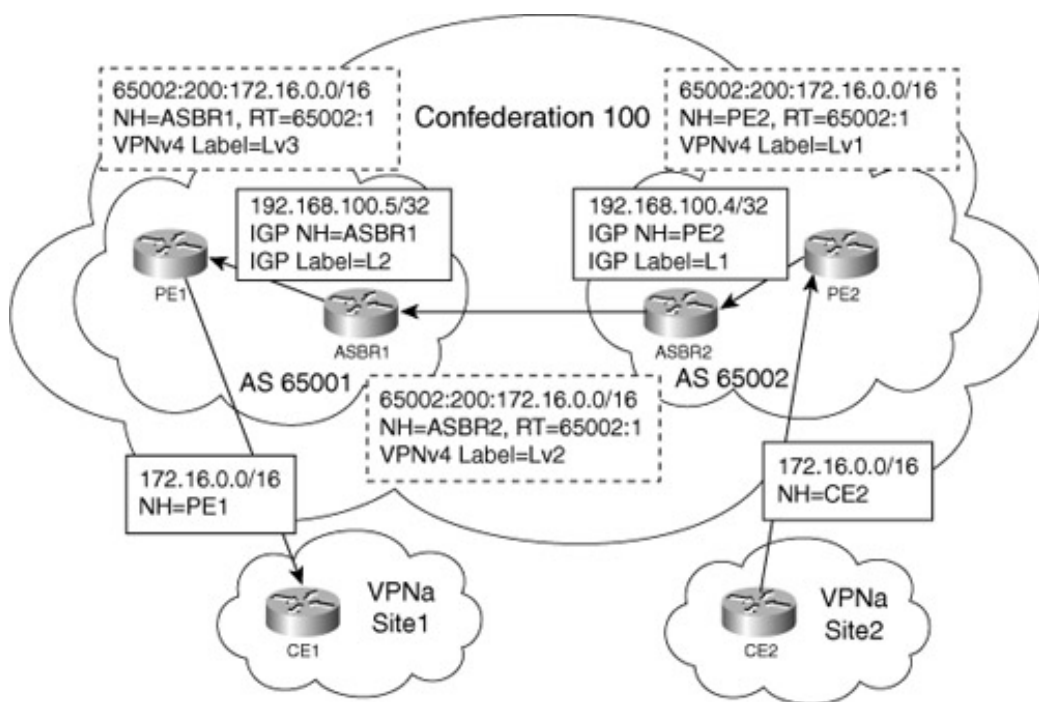 65002:200:172.16.0.0/16
NH=ASBR1, RT=65002:1
VPNv4 Label=Lv3
Confederation 100
65002:200:172.16.0.0/16
NH=PE2, RT=65002:1
VPNv4 Label=Lv1
192.168.100.5/32
IGP NH=ASBR1
IGP Label=L2
192.168.100.4/32
IGP NH=PE2
IGP Label=L1
PE1
PE2
ASBR1
ASBR2
AS 65001
AS 65002
65002:200:172.16.0.0/16
NH=ASBR2, RT=65002:1
VPNv4 Label=Lv2
172.16.0.0/16
NH=PE1
172.16.0.0/16
NH=CE2
VPNa
Site1
CE1
VPNa
Site2
CE2